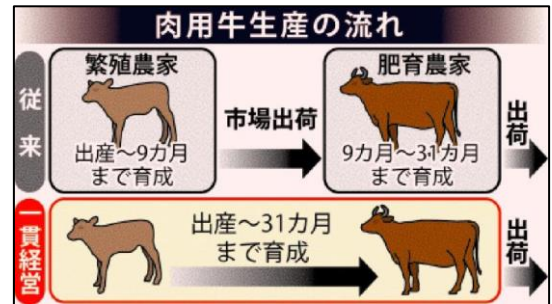 肉用牛生産の流れ
従来
繁殖農家
出産〜9カ月
まで育成
市場出荷
肥育農家
9カ月〜31カ月
まで育成
出荷
一貫経営
出産〜31カ月
まで育成
出荷